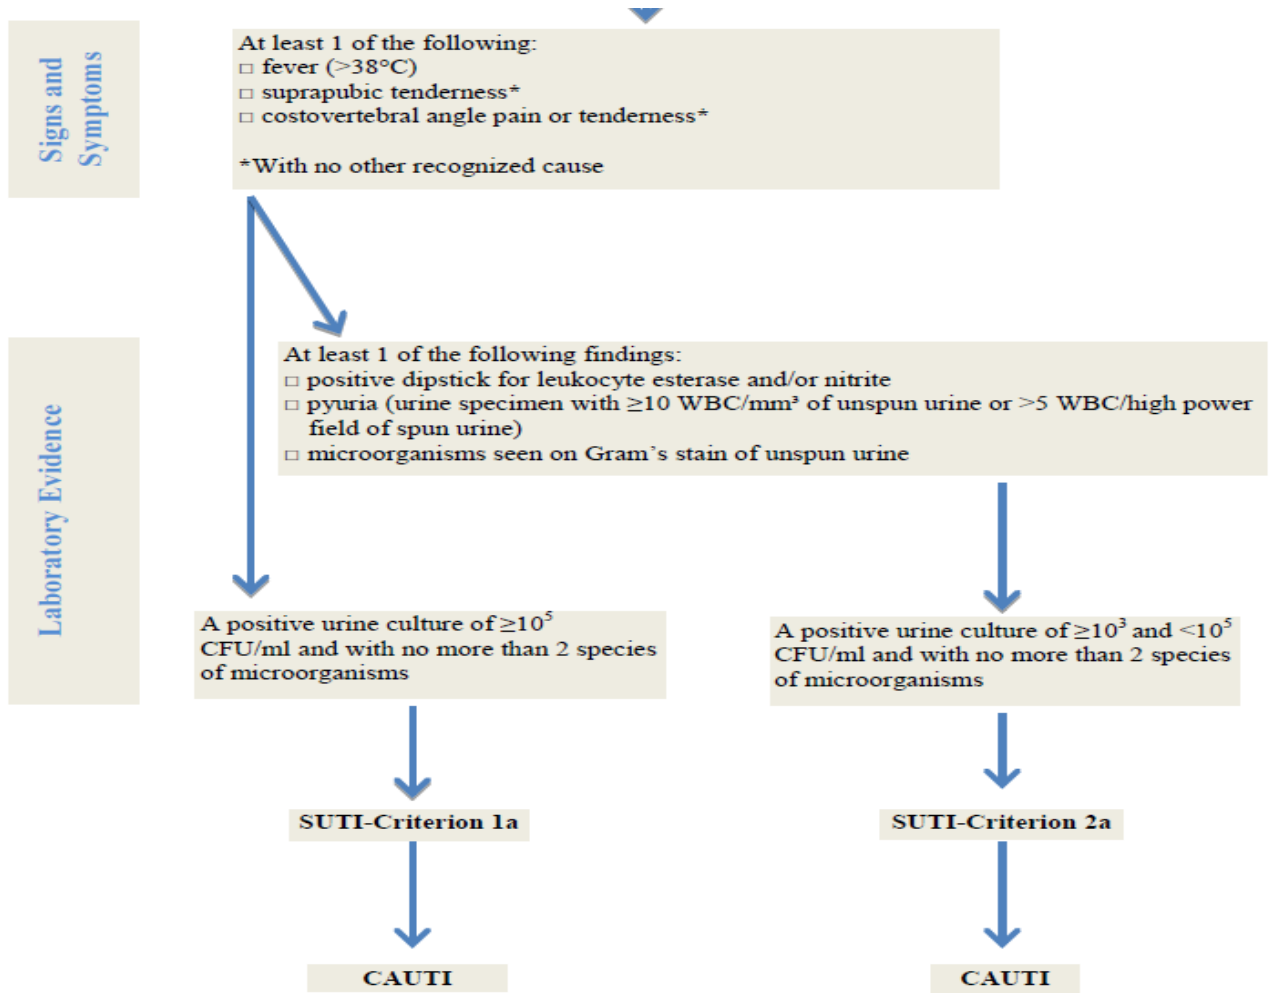 Signs and
Symptoms
At least 1 of the following:
□ fever (>38°C)
□ suprapubic tenderness*
□ costovertebral angle pain or tenderness*
*With no other recognized cause
Laboratory Evidence
At least 1 of the following findings:
□ positive dipstick for leukocyte esterase and/or nitrite
□ pyuria (urine specimen with ≥10 WBC/mm³ of unspun urine or >5 WBC/high power
field of spun urine)
□ microorganisms seen on Gram's stain of unspun urine
A positive urine culture of ≥10⁵
CFU/ml and with no more than 2 species
of microorganisms
A positive urine culture of ≥10³ and <10⁵
CFU/ml and with no more than 2 species
of microorganisms
SUTI-Criterion 1a
SUTI-Criterion 2a
CAUTI
CAUTI